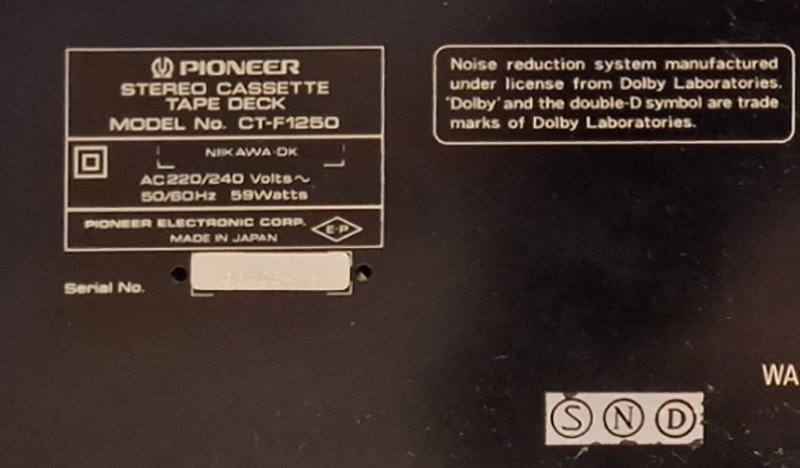 PIONEER
STEREO CASSETTE
TAPE DECK
MODEL No. CT-F1250
NIIKAWA·DK
AC 220/240 Volts~
50/60Hz 59Watts
PIONEER ELECTRONIC CORP.
MADE IN JAPAN
E-P
Serial No.
Noise reduction system manufactured
under license from Dolby Laboratories.
'Dolby' and the double-D symbol are trade
marks of Dolby Laboratories.
WA
S N D